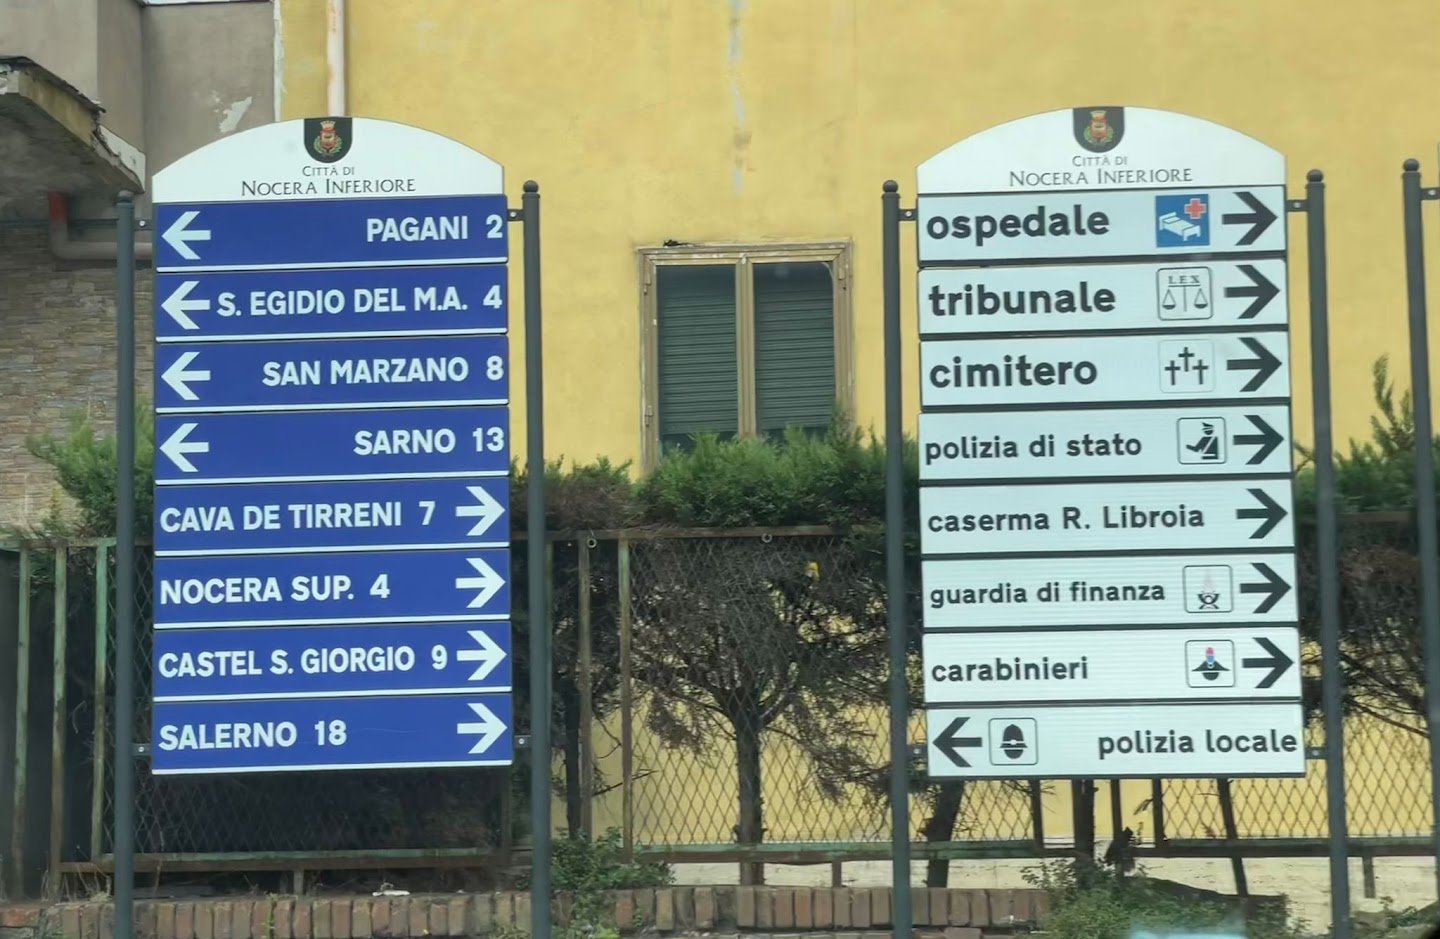 CITTÀ DI
NOCERA INFERIORE
PAGANI 2
S. EGIDIO DEL M.A. 4
SAN MARZANO 8
SARNO 13
CAVA DE TIRRENI 7
NOCERA SUP. 4
CASTEL S. GIORGIO 9
SALERNO 18
CITTÀ DI
NOCERA INFERIORE
ospedale
tribunale LEX
cimitero
polizia di stato
caserma R. Libroia
guardia di finanza
carabinieri
polizia locale